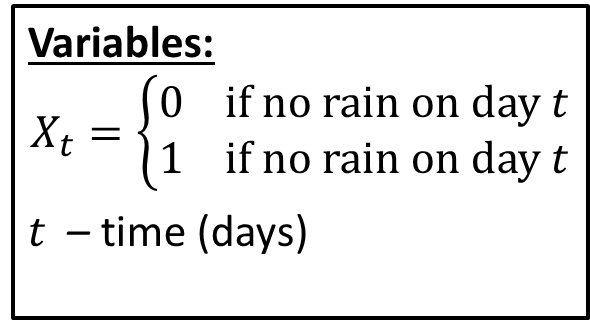 Variables:
X_t = { 0 if no rain on day t
1 if no rain on day t
t – time (days)